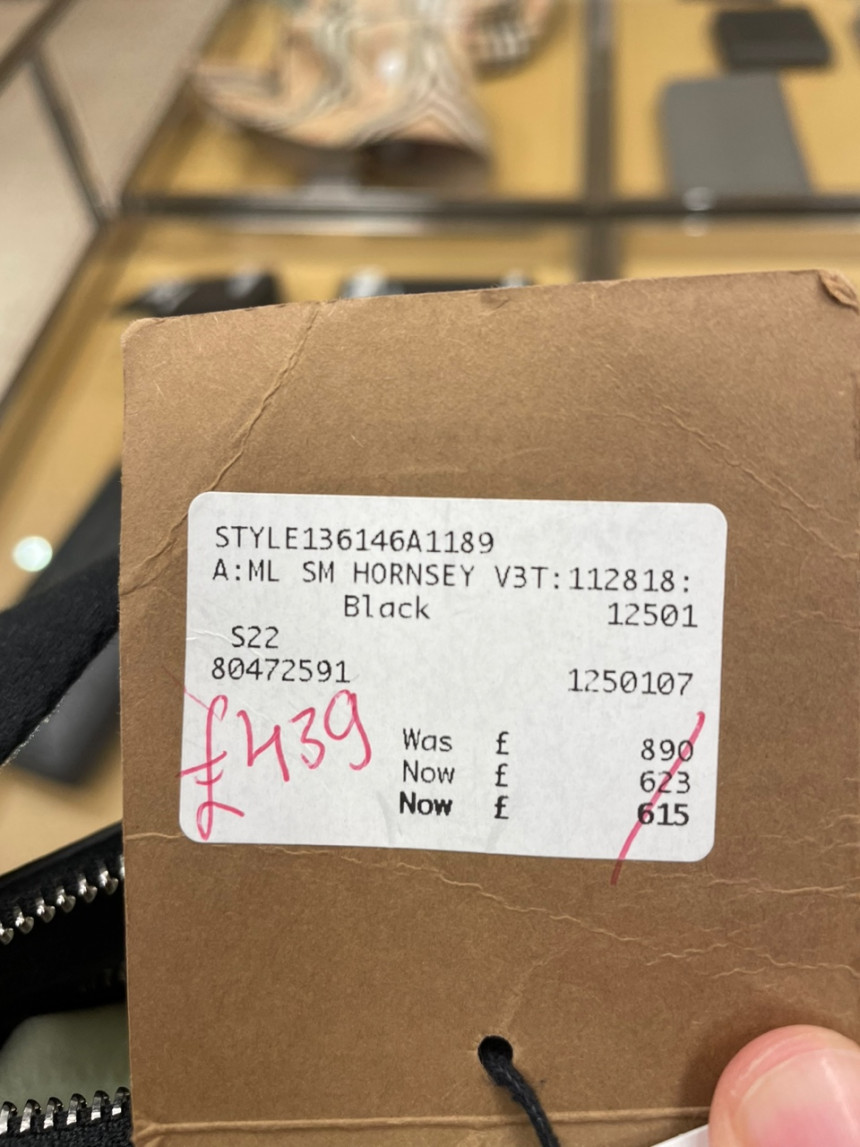 STYLE136146A1189
A:ML SM HORNSEY V3T:112818:
Black 12501
S22
80472591 1250107
£439
Was £ 890
Now £ 623
Now £ 615